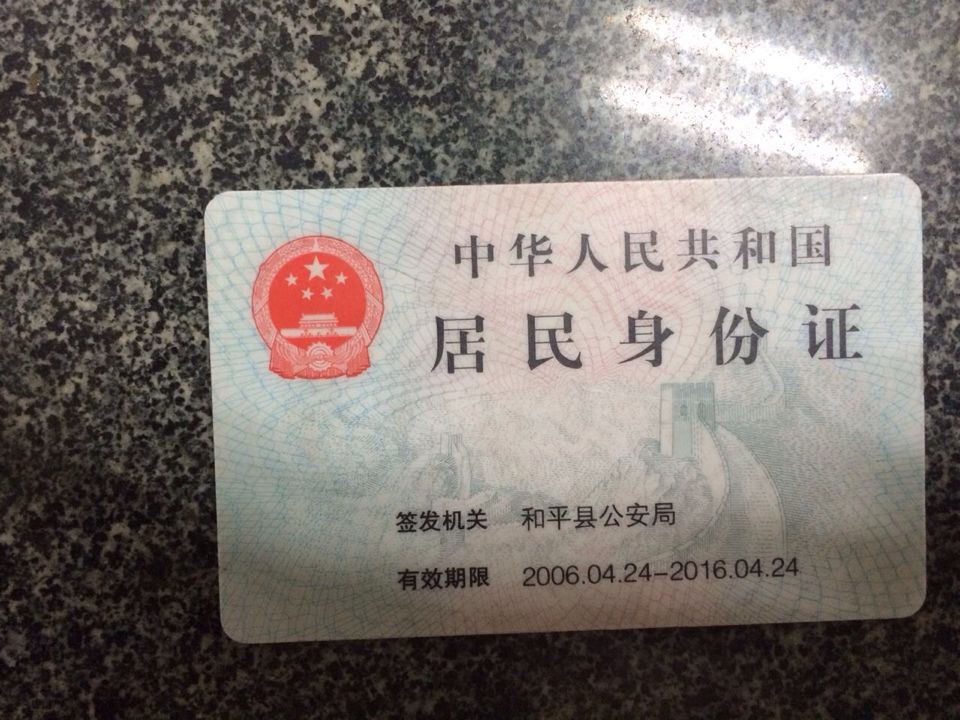 中华人民共和国
居民身份证
签发机关 和平县公安局
有效期限 2006.04.24-2016.04.24